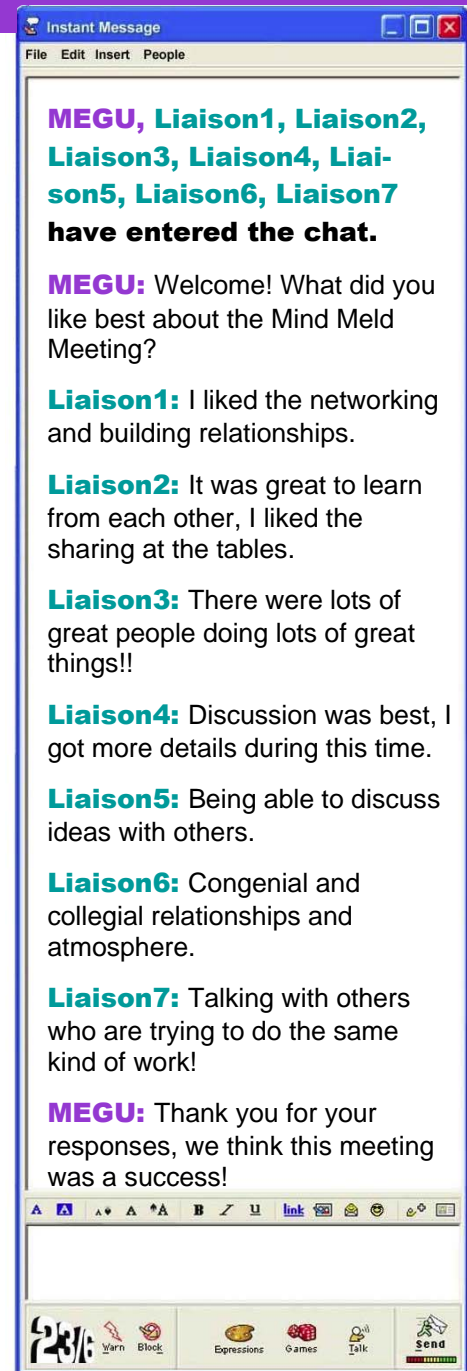 Instant Message
File Edit Insert People
MEGU, Liaison1, Liaison2,
Liaison3, Liaison4, Liai-
son5, Liaison6, Liaison7
have entered the chat.
MEGU: Welcome! What did you
like best about the Mind Meld
Meeting?
Liaison1: I liked the networking
and building relationships.
Liaison2: It was great to learn
from each other, I liked the
sharing at the tables.
Liaison3: There were lots of
great people doing lots of great
things!!
Liaison4: Discussion was best, I
got more details during this time.
Liaison5: Being able to discuss
ideas with others.
Liaison6: Congenial and
collegial relationships and
atmosphere.
Liaison7: Talking with others
who are trying to do the same
kind of work!
MEGU: Thank you for your
responses, we think this meeting
was a success!
A A A A A B I U link
23/6 Warn Block Expressions Games Talk Send